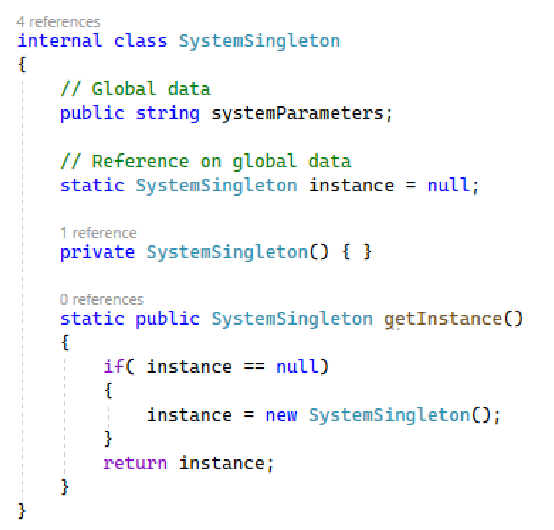 4 references
internal class SystemSingleton
{
// Global data
public string systemParameters;
// Reference on global data
static SystemSingleton instance = null;
1 reference
private SystemSingleton() { }
0 references
static public SystemSingleton getInstance()
{
if( instance == null)
{
instance = new SystemSingleton();
}
return instance;
}
}